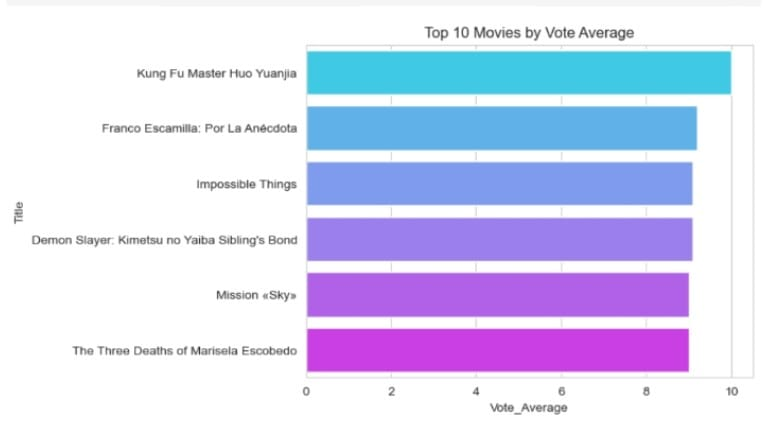 Top 10 Movies by Vote Average
Title
Kung Fu Master Huo Yuanjia
Franco Escamilla: Por La Anécdota
Impossible Things
Demon Slayer: Kimetsu no Yaiba Sibling's Bond
Mission «Sky»
The Three Deaths of Marisela Escobedo
0 2 4 6 8 10
Vote_Average